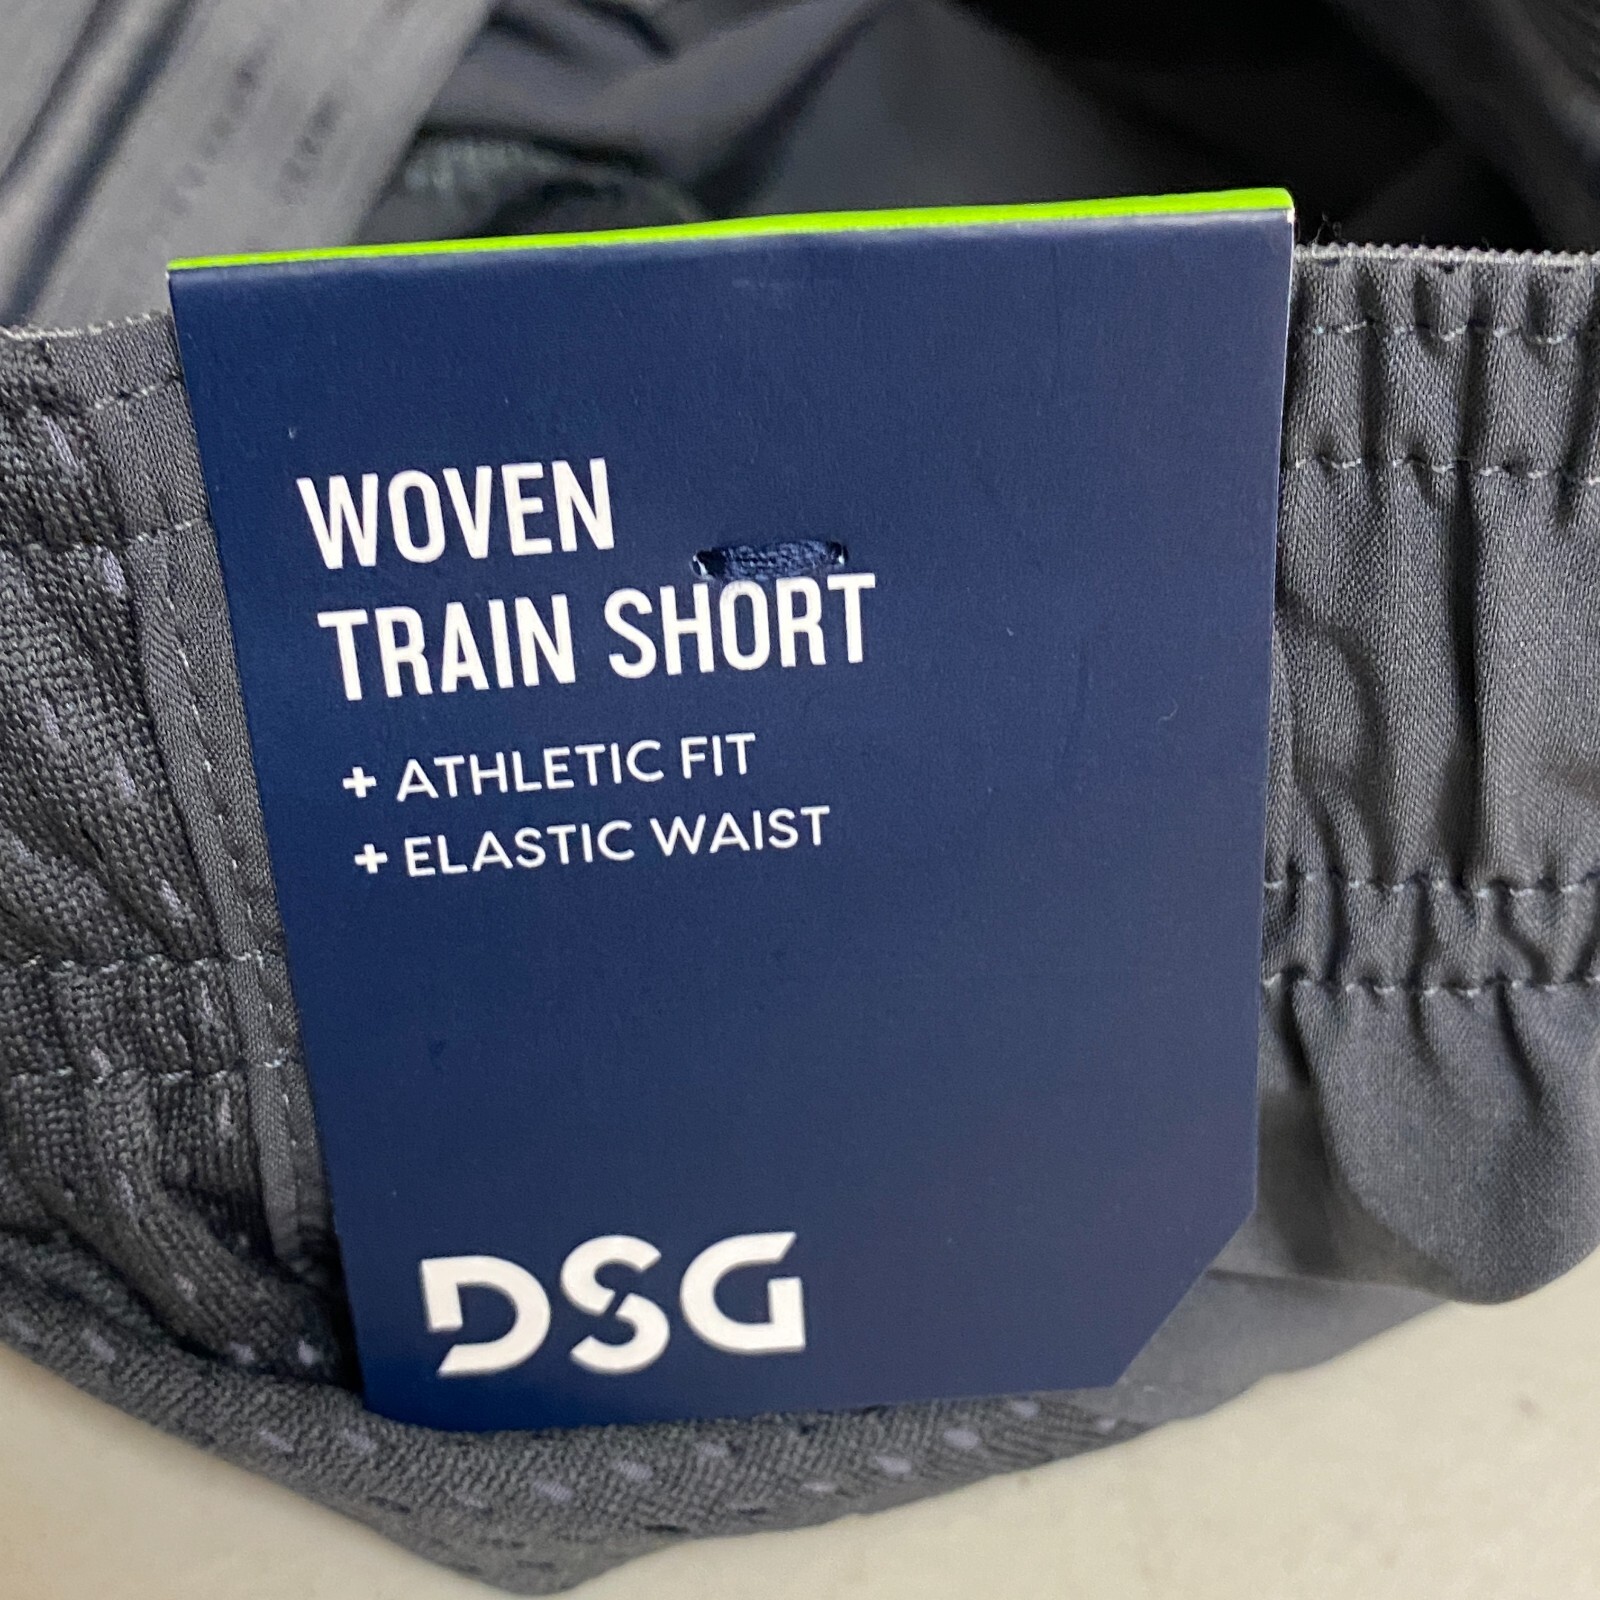 WOVEN
TRAIN SHORT
+ ATHLETIC FIT
+ ELASTIC WAIST
DSG